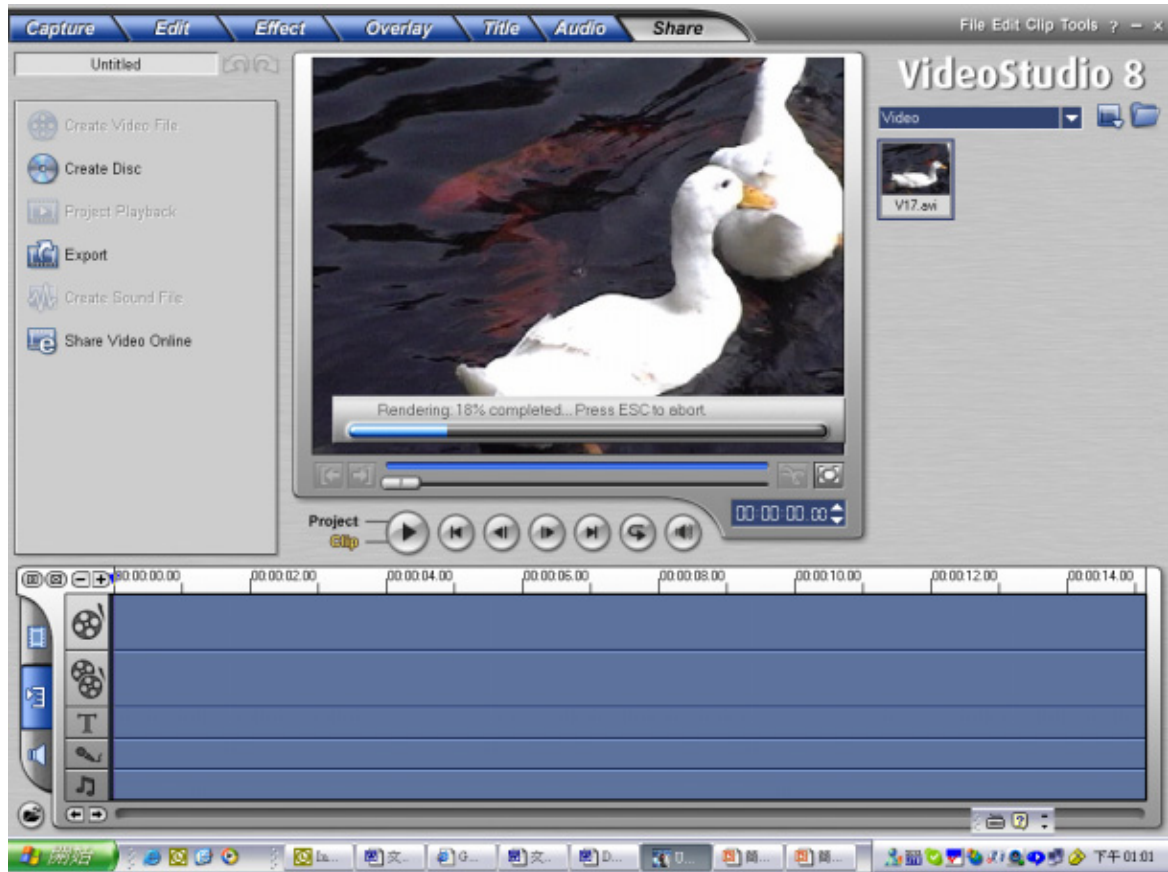 Capture Edit Effect Overlay Title Audio Share File Edit Clip Tools ? – ×
Untitled
VideoStudio 8
Create Video File
Create Disc
Project Playback
Export
Create Sound File
Share Video Online
Video
V17.avi
Rendering: 18% completed... Press ESC to abort.
Project
Clip
00:00:00.00
00:00:00.00 00:00:02.00 00:00:04.00 00:00:06.00 00:00:08.00 00:00:10.00 00:00:12.00 00:00:14.00
T
開始 文... G... 文... D... U... 簡... 簡... 下午 01:01